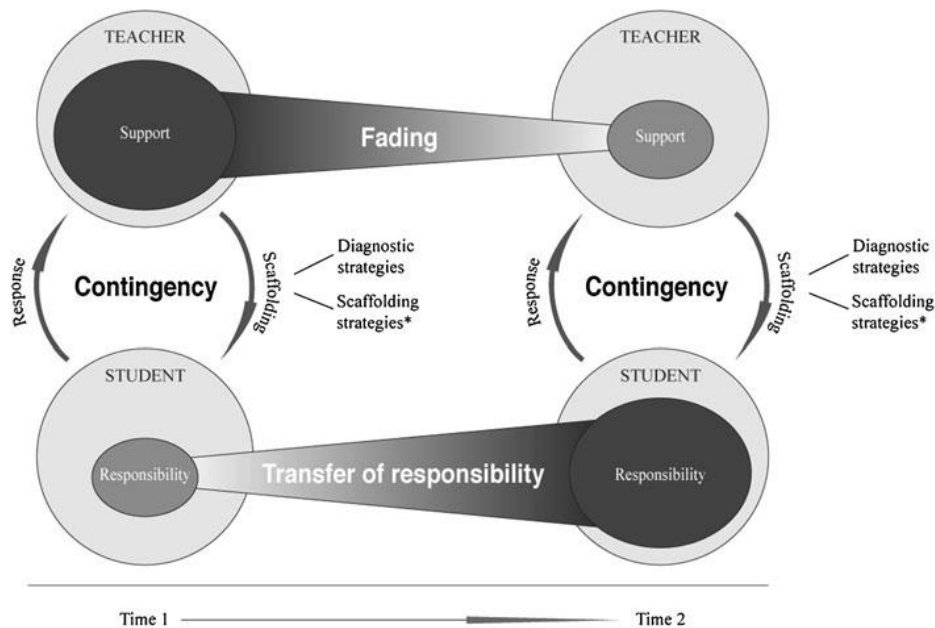 TEACHER
TEACHER
Support
Fading
Support
Response
Contingency
Scaffolding
Diagnostic
strategies
Scaffolding
strategies*
Response
Contingency
Scaffolding
Diagnostic
strategies
Scaffolding
strategies*
STUDENT
STUDENT
Responsibility
Transfer of responsibility
Responsibility
Time 1
Time 2